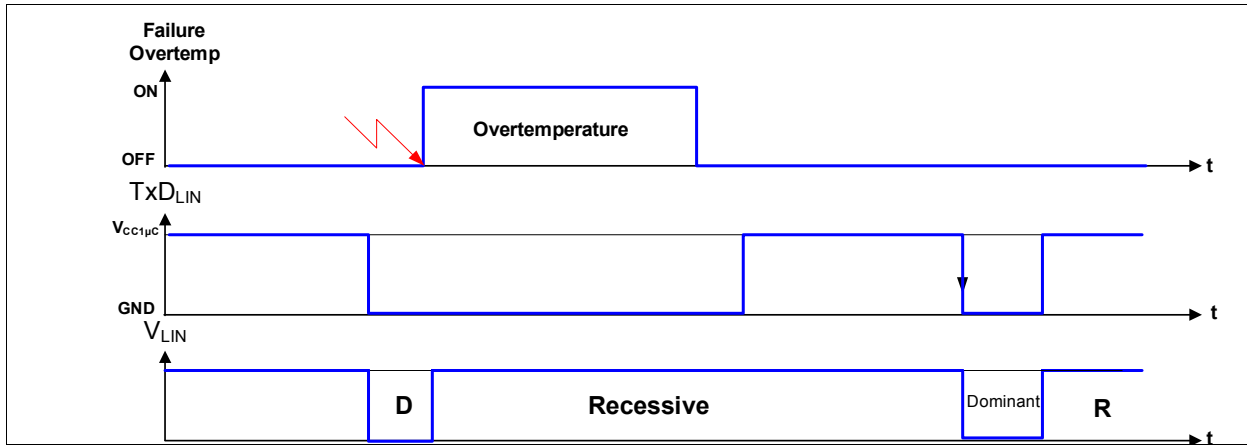 Failure
Overtemp
ON
Overtemperature
OFF
t
TxDLIN
VCC1µC
GND
t
VLIN
D
Recessive
Dominant
R
t